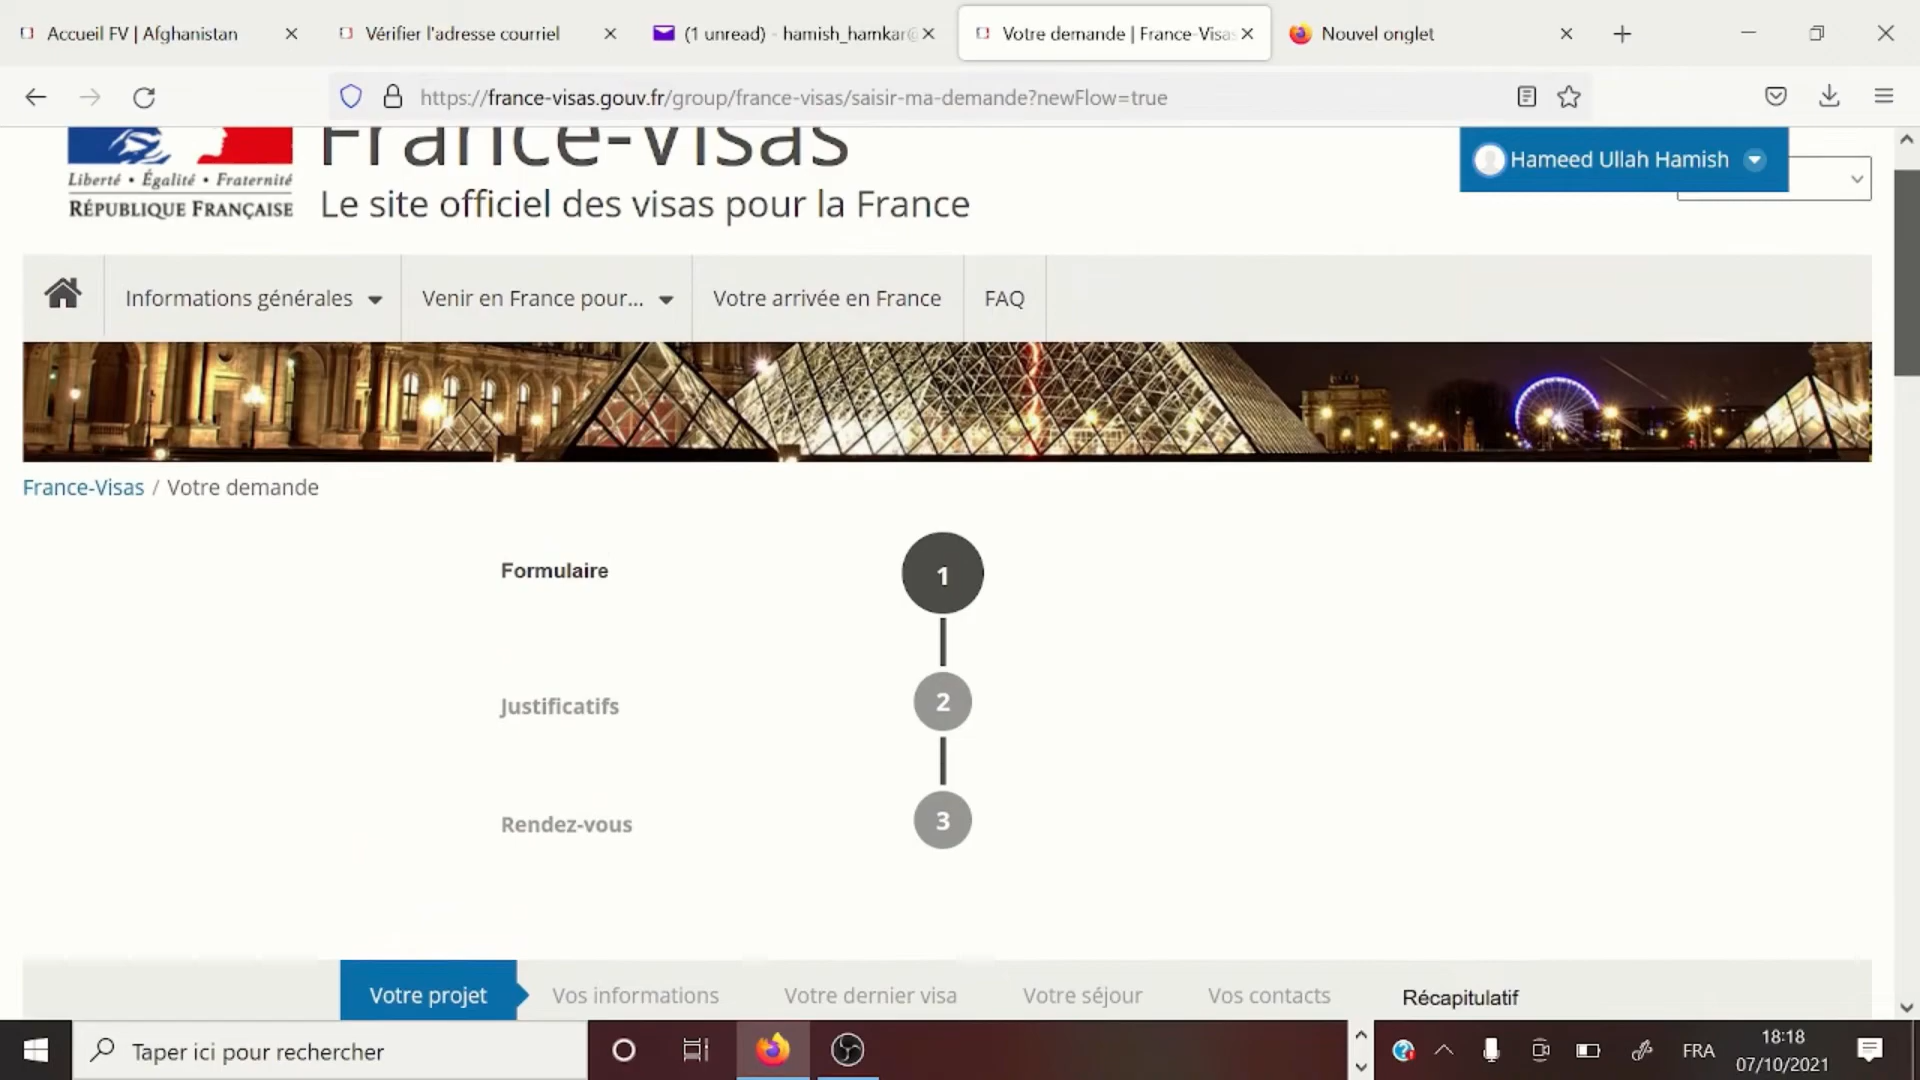 Accueil FV | Afghanistan
Vérifier l'adresse courriel
(1 unread) - hamish_hamkar@
Votre demande | France-Visas
Nouvel onglet
https://france-visas.gouv.fr/group/france-visas/saisir-ma-demande?newFlow=true
Liberté • Égalité • Fraternité
RÉPUBLIQUE FRANÇAISE
France-Visas
Le site officiel des visas pour la France
Hameed Ullah Hamish
Informations générales
Venir en France pour...
Votre arrivée en France
FAQ
France-Visas / Votre demande
Formulaire
1
Justificatifs
2
Rendez-vous
3
Votre projet
Vos informations
Votre dernier visa
Votre séjour
Vos contacts
Récapitulatif
Taper ici pour rechercher
FRA
18:18
07/10/2021